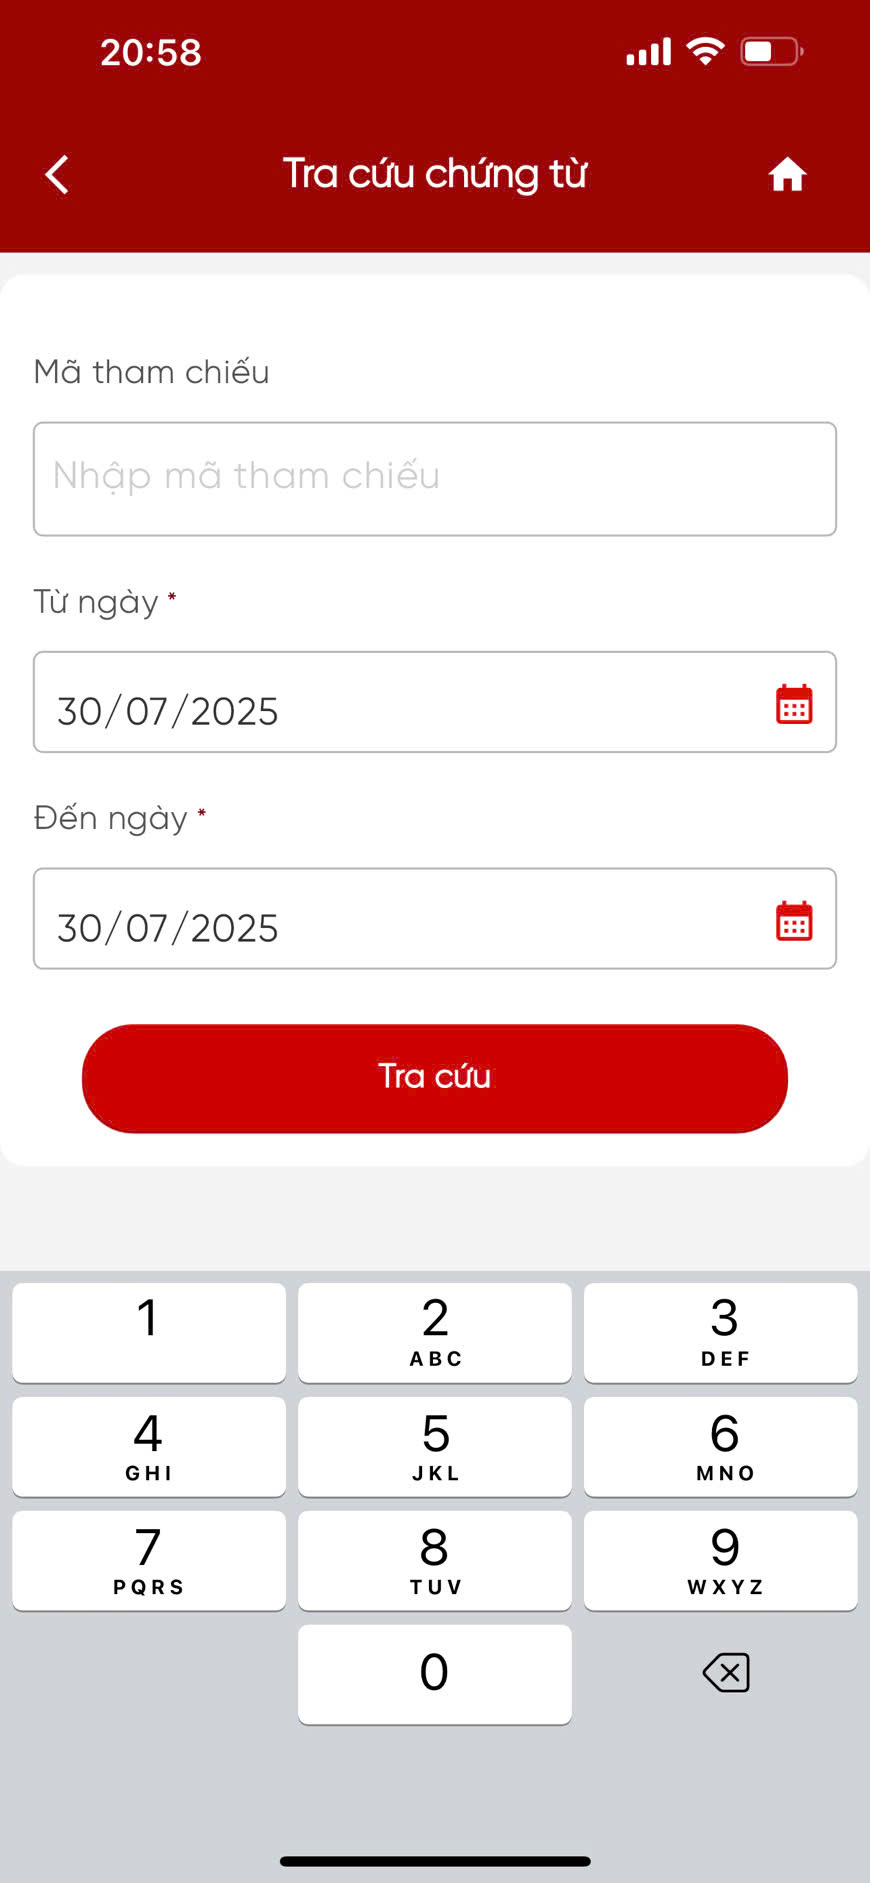 20:58
Tra cứu chứng từ
Mã tham chiếu
Nhập mã tham chiếu
Từ ngày *
30/07/2025
Đến ngày *
30/07/2025
Tra cứu
1 2 3
ABC DEF
4 5 6
GHI JKL MNO
7 8 9
PQRS TUV WXYZ
0